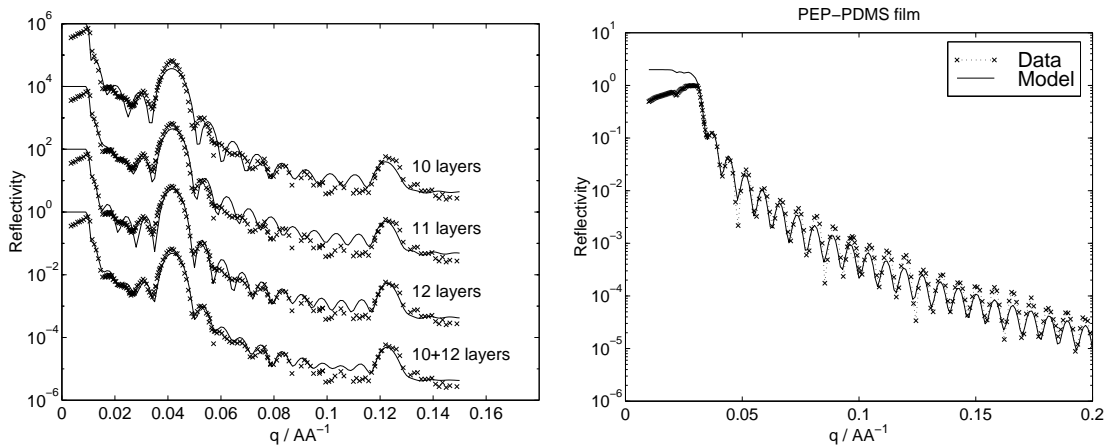 10^6
10^4
10^2
10^0
10^−2
10^−4
10^−6
Reflectivity
10 layers
11 layers
12 layers
10+12 layers
0 0.02 0.04 0.06 0.08 0.10 0.12 0.14 0.16
q / AA^−1
PEP−PDMS film
Data
Model
10^1
10^0
10^−1
10^−2
10^−3
10^−4
10^−5
10^−6
Reflectivity
0 0.05 0.1 0.15 0.2
q / AA^−1